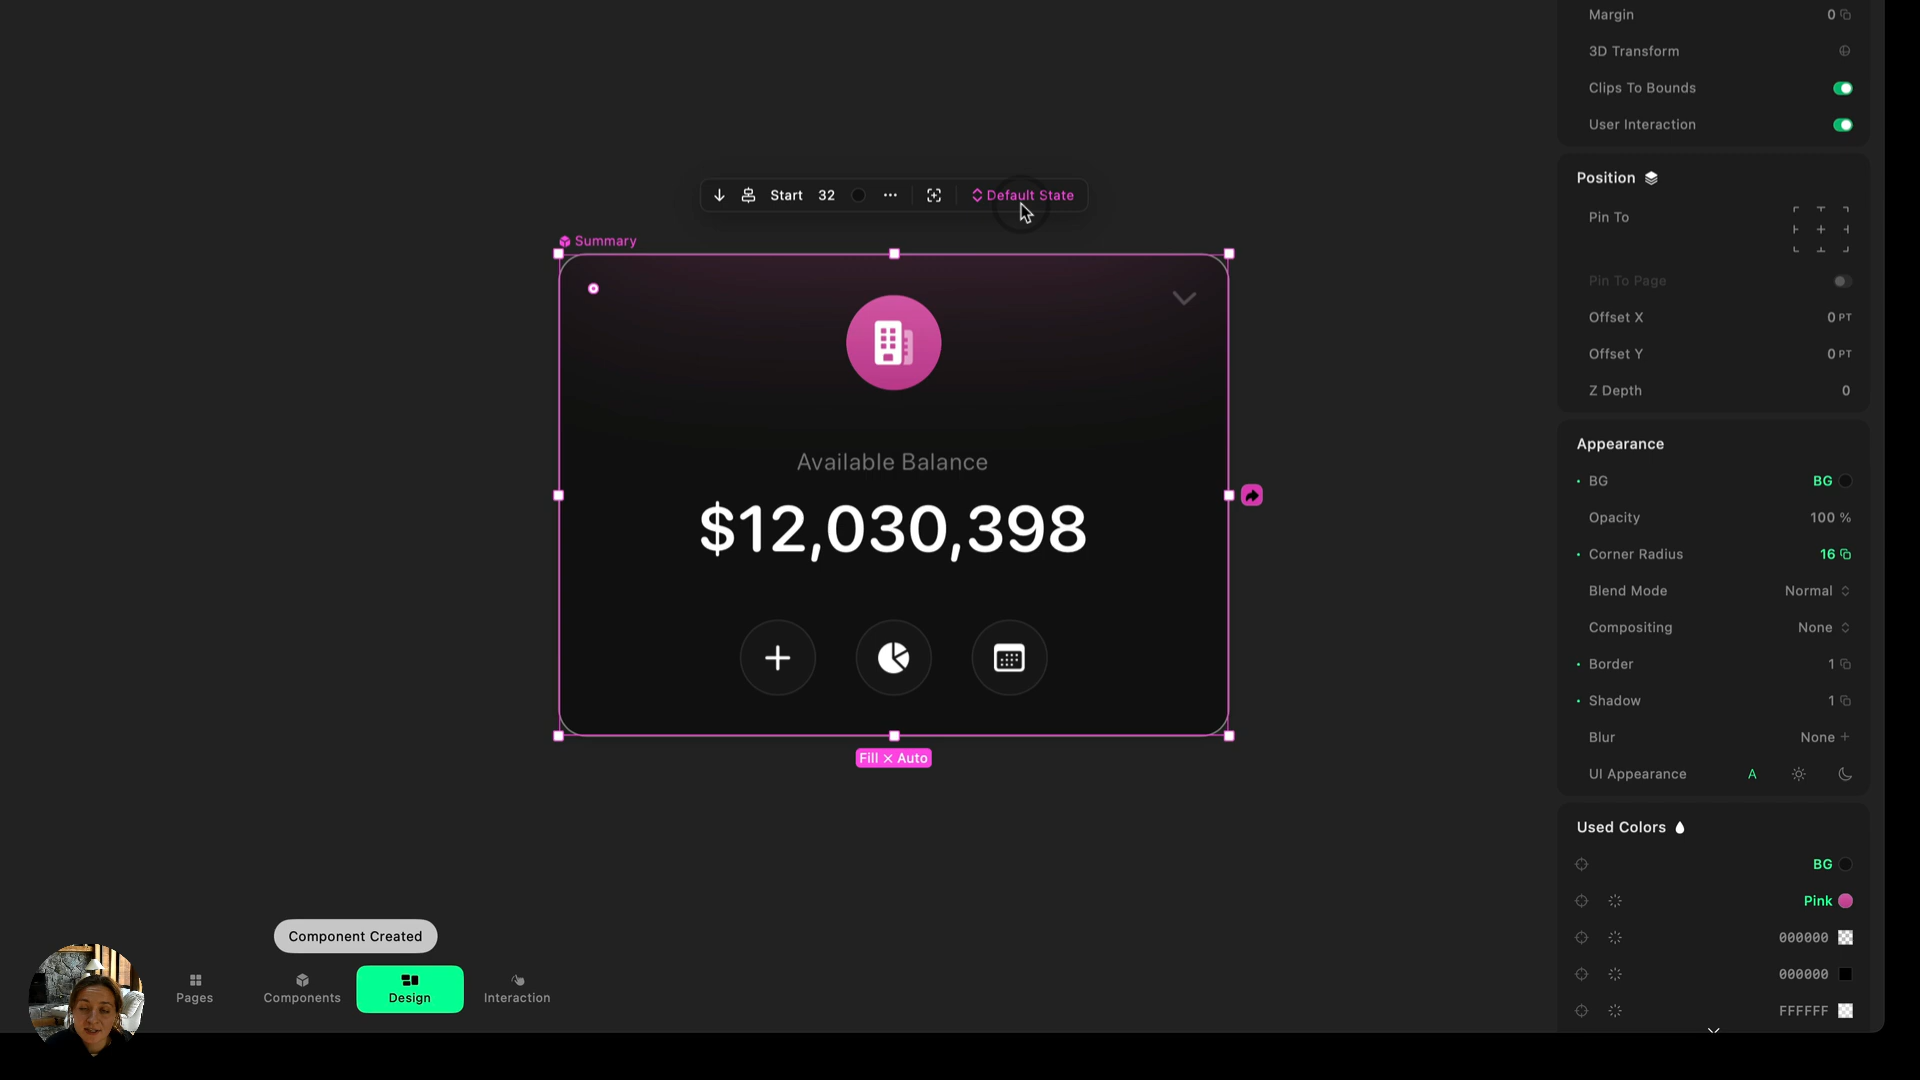 Margin 0
3D Transform
Clips To Bounds
User Interaction
Position
Pin To
Pin To Page
Offset X 0 PT
Offset Y 0 PT
Z Depth 0
Appearance
BG BG
Opacity 100 %
Corner Radius 16
Blend Mode Normal
Compositing None
Border 1
Shadow 1
Blur None +
UI Appearance A
Used Colors
BG
Pink
000000
000000
FFFFFF
Start 32 ··· Default State
Summary
Available Balance
$12,030,398
Fill × Auto
Component Created
Pages Components Design Interaction